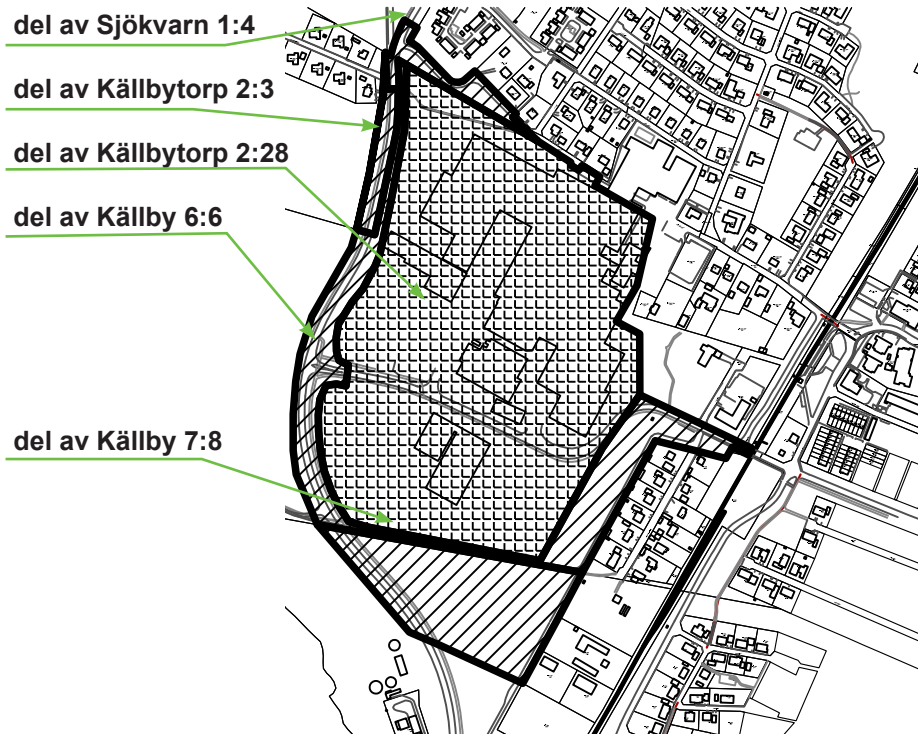 del av Sjökvarn 1:4
del av Källbytorp 2:3
del av Källbytorp 2:28
del av Källby 6:6
del av Källby 7:8